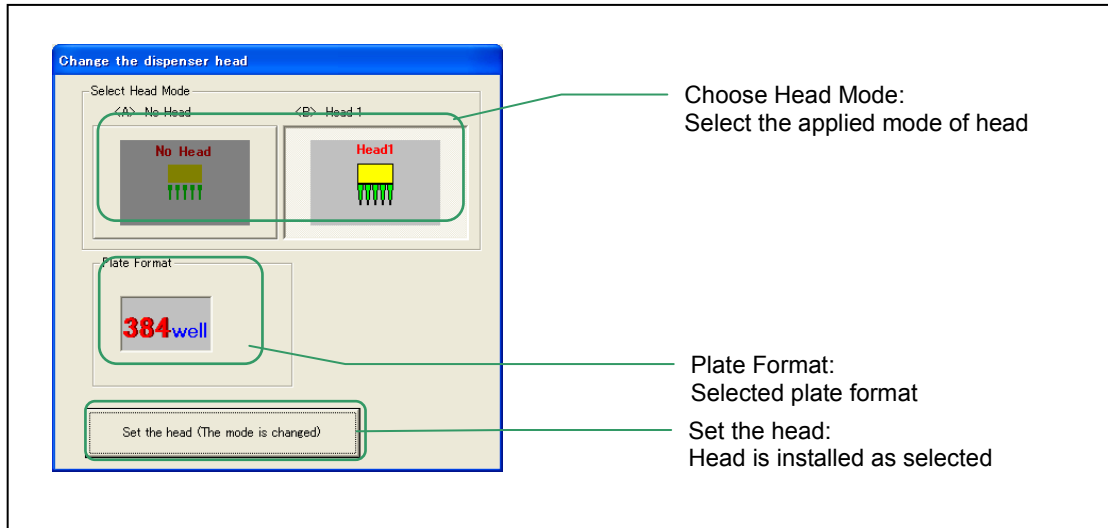 Change the dispenser head
Select Head Mode
<A> No Head
<B> Head 1
No Head
Head1
Choose Head Mode:
Select the applied mode of head
Plate Format
384-well
Plate Format:
Selected plate format
Set the head (The mode is changed)
Set the head:
Head is installed as selected